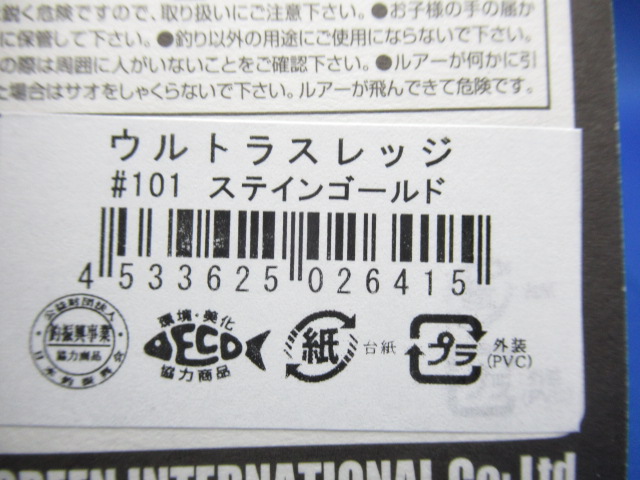 鋭く危険ですので、取り扱いにご注意下さい。●お子様の手の届か
に保管して下さい。●釣り以外の用途にご使用にならないで下さい。
の際は周囲に人がいないことをご確認下さい。●ルアーが何かに引
た場合はサオをしゃくらないで下さい。ルアーが飛んできて危険です。
ウルトラスレッジ
#101 ステインゴールド
4 533625 026415
公益財団法人
釣振興事業
協力商品
日本釣振興会
環境・美化
ECO
協力商品
紙
台紙
プラ
外装
(PVC)
GREEN INTERNATIONAL Co; Ltd